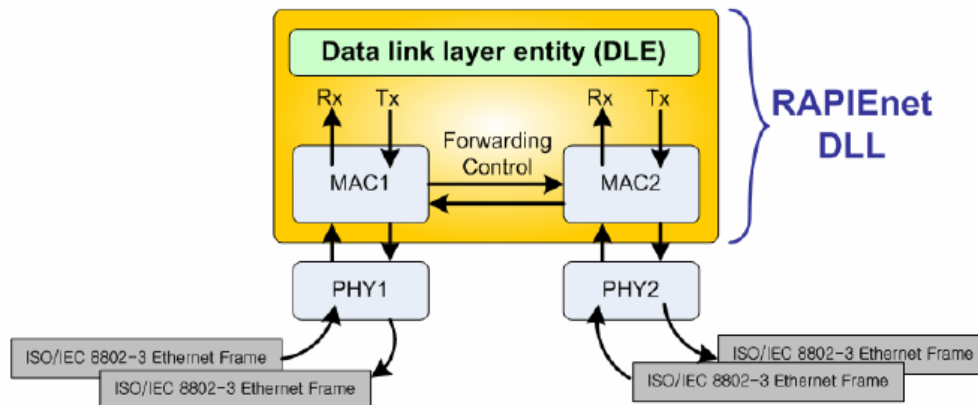 Data link layer entity (DLE)
Rx Tx Rx Tx
RAPIEnet
DLL
Forwarding
Control
MAC1 MAC2
PHY1 PHY2
ISO/IEC 8802-3 Ethernet Frame
ISO/IEC 8802-3 Ethernet Frame
ISO/IEC 8802-3 Ethernet Frame
ISO/IEC 8802-3 Ethernet Frame